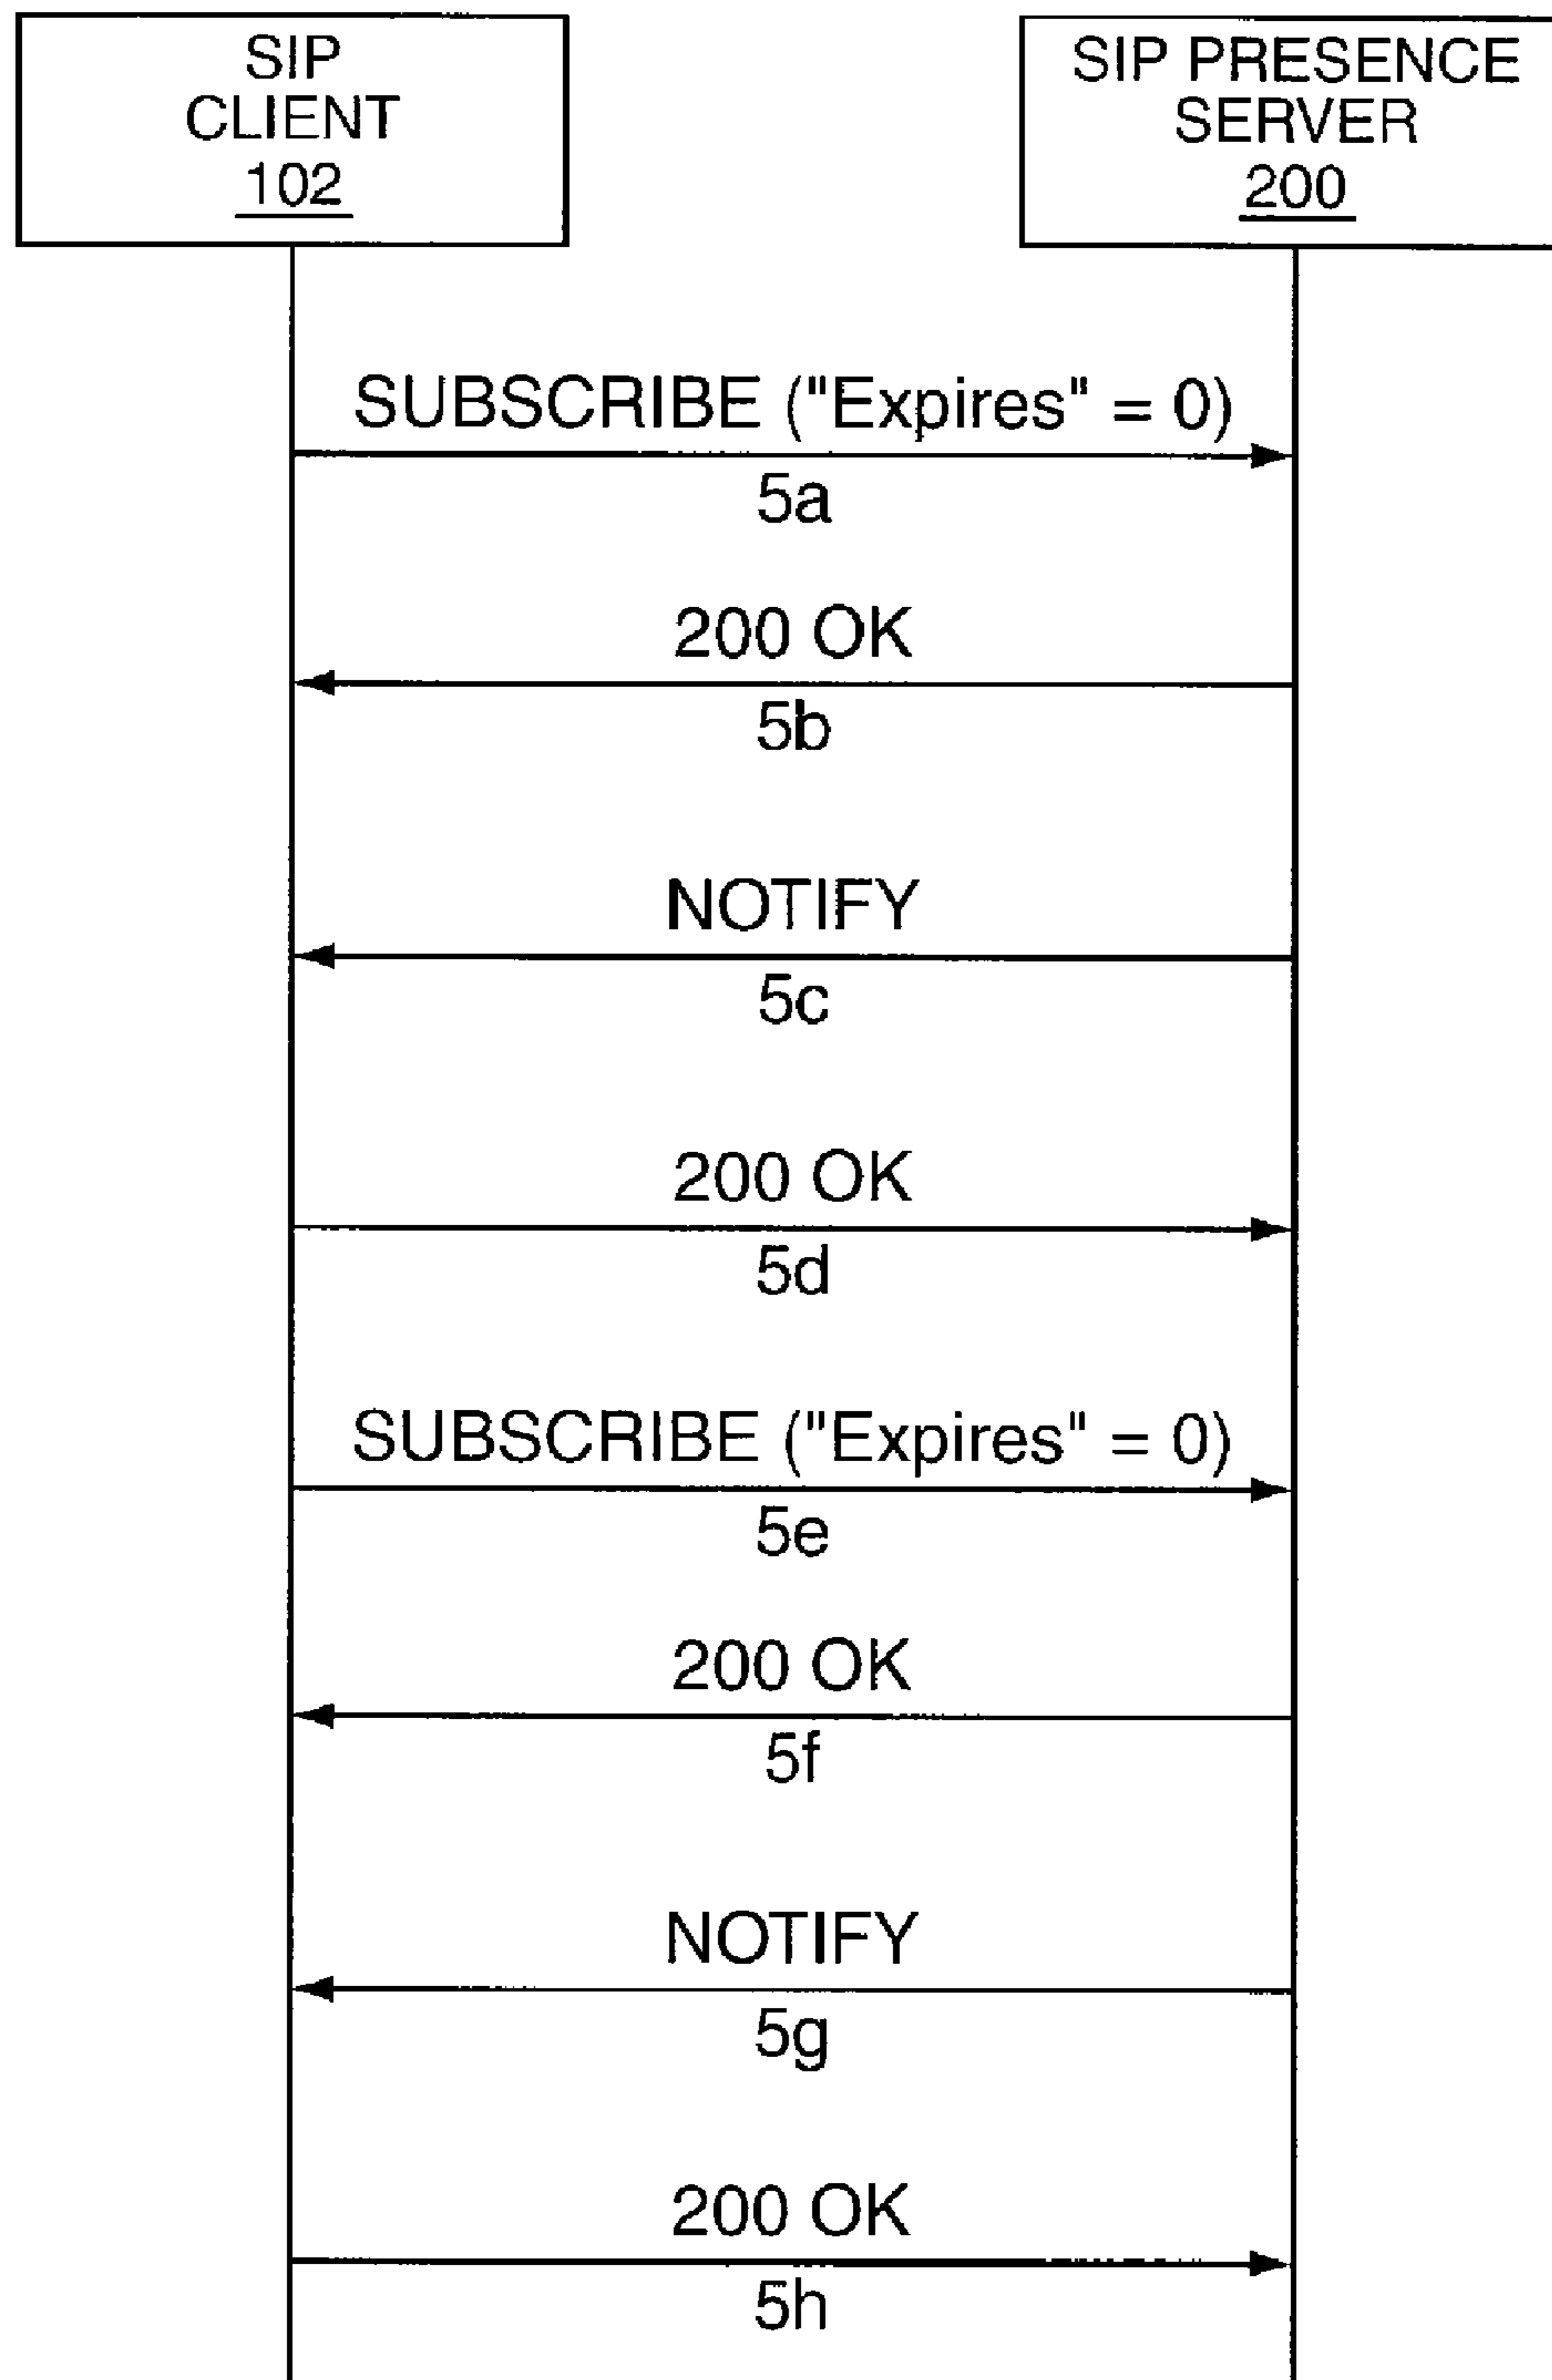 SIP
CLIENT
102
SIP PRESENCE
SERVER
200
SUBSCRIBE ("Expires" = 0)
5a
200 OK
5b
NOTIFY
5c
200 OK
5d
SUBSCRIBE ("Expires" = 0)
5e
200 OK
5f
NOTIFY
5g
200 OK
5h